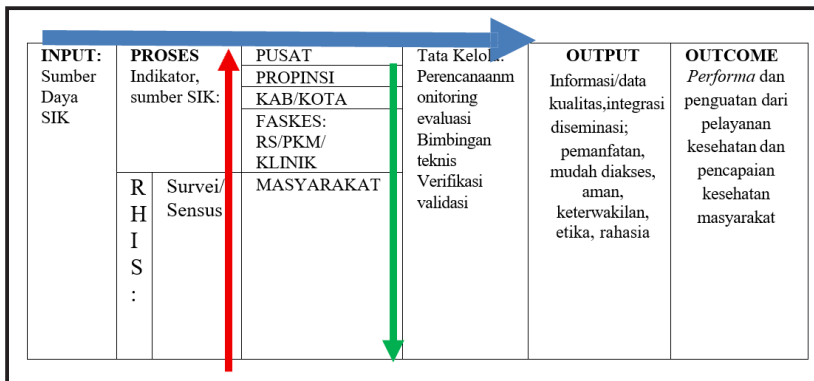 INPUT:
Sumber
Daya
SIK
PROSES
Indikator,
sumber SIK:
R
H
I
S
:
Survei/
Sensus
PUSAT
PROPINSI
KAB/KOTA
FASKES:
RS/PKM/
KLINIK
MASYARAKAT
Tata Kelola:
Perencanaanm
onitoring
evaluasi
Bimbingan
teknis
Verifikasi
validasi
OUTPUT
Informasi/data
kualitas,integrasi
diseminasi;
pemanfatan,
mudah diakses,
aman,
keterwakilan,
etika, rahasia
OUTCOME
Performa dan
penguatan dari
pelayanan
kesehatan dan
pencapaian
kesehatan
masyarakat